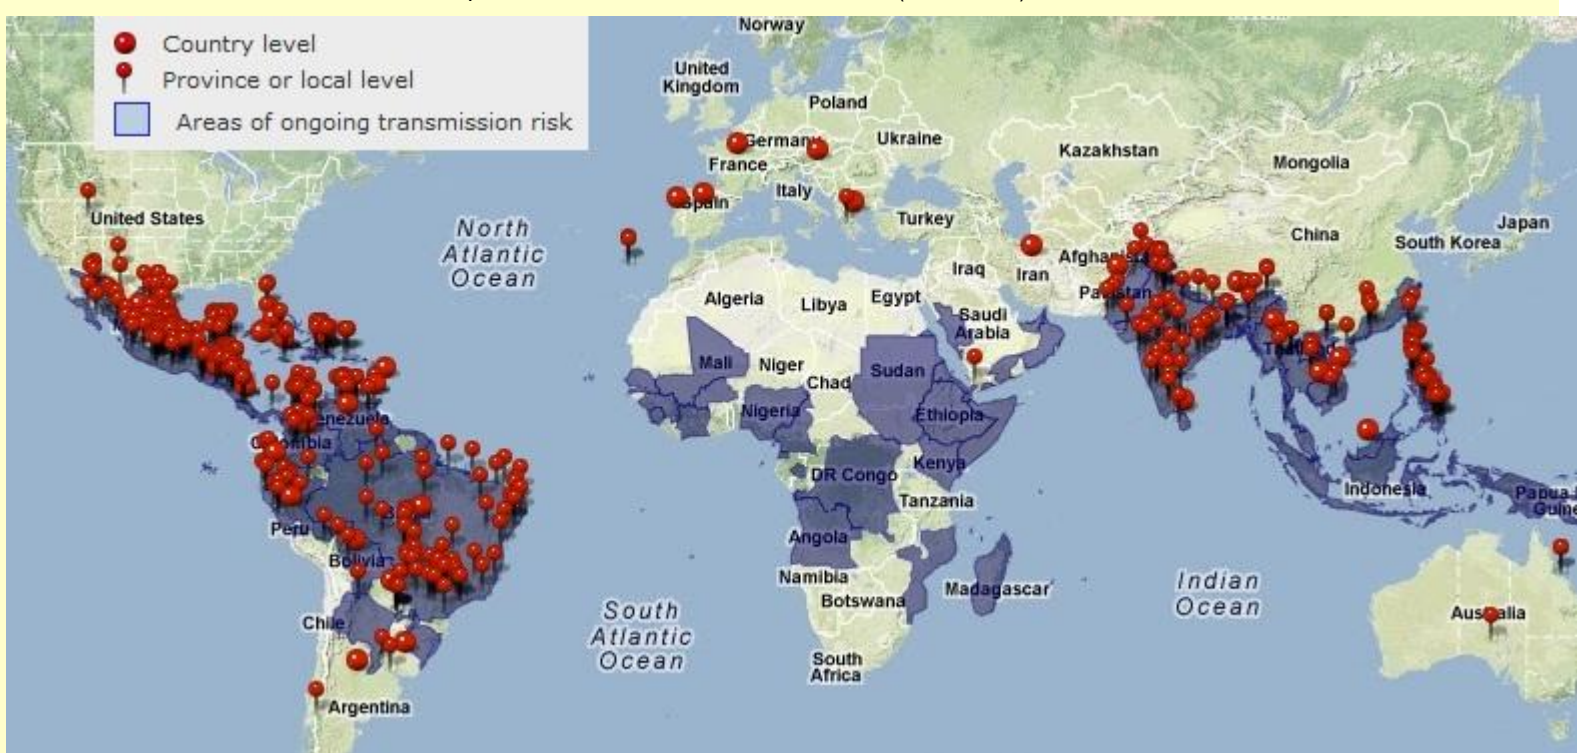 Country level
Province or local level
Areas of ongoing transmission risk
Norway
United
Kingdom
Poland
Germany
Ukraine
France
Kazakhstan
Mongolia
Italy
Spain
Turkey
United States
North
Atlantic
Ocean
Japan
South Korea
China
Iraq
Iran
Algeria
Libya
Egypt
Saudi
Arabia
Mali
Niger
Chad
Sudan
Nigeria
Ethiopia
DR Congo
Kenya
Tanzania
Indonesia
Papua
Guine
Peru
Bolivia
Angola
Namibia
Botswana
Madagascar
Indian
Ocean
Chile
South
Atlantic
Ocean
South
Africa
Australia
Argentina